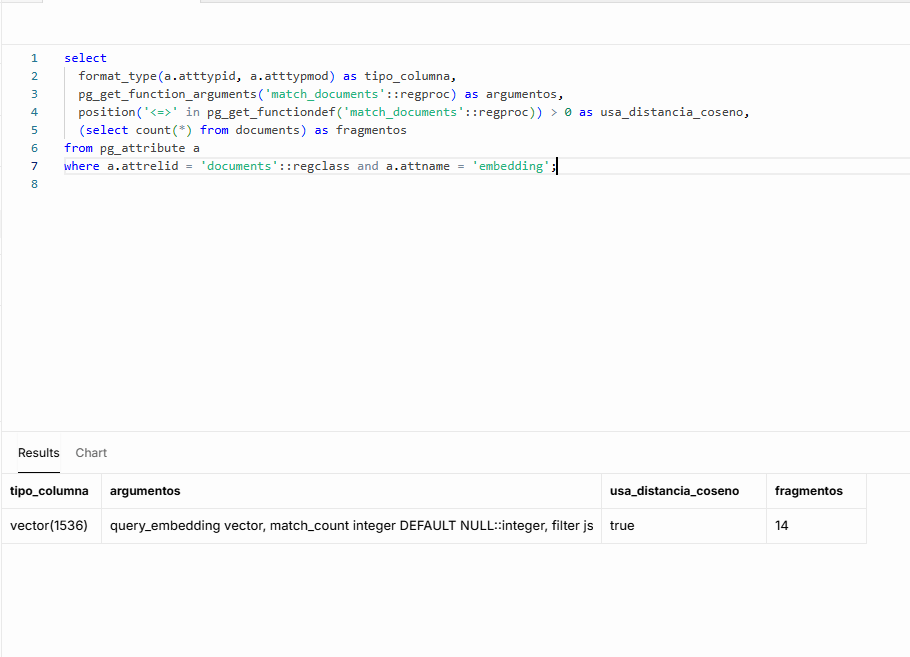 1 select
2 format_type(a.atttypid, a.atttypmod) as tipo_columna,
3 pg_get_function_arguments('match_documents'::regproc) as argumentos,
4 position('<=>' in pg_get_functiondef('match_documents'::regproc)) > 0 as usa_distancia_coseno,
5 (select count(*) from documents) as fragmentos
6 from pg_attribute a
7 where a.attrelid = 'documents'::regclass and a.attname = 'embedding';
8
Results Chart
tipo_columna argumentos usa_distancia_coseno fragmentos
vector(1536) query_embedding vector, match_count integer DEFAULT NULL::integer, filter js true 14